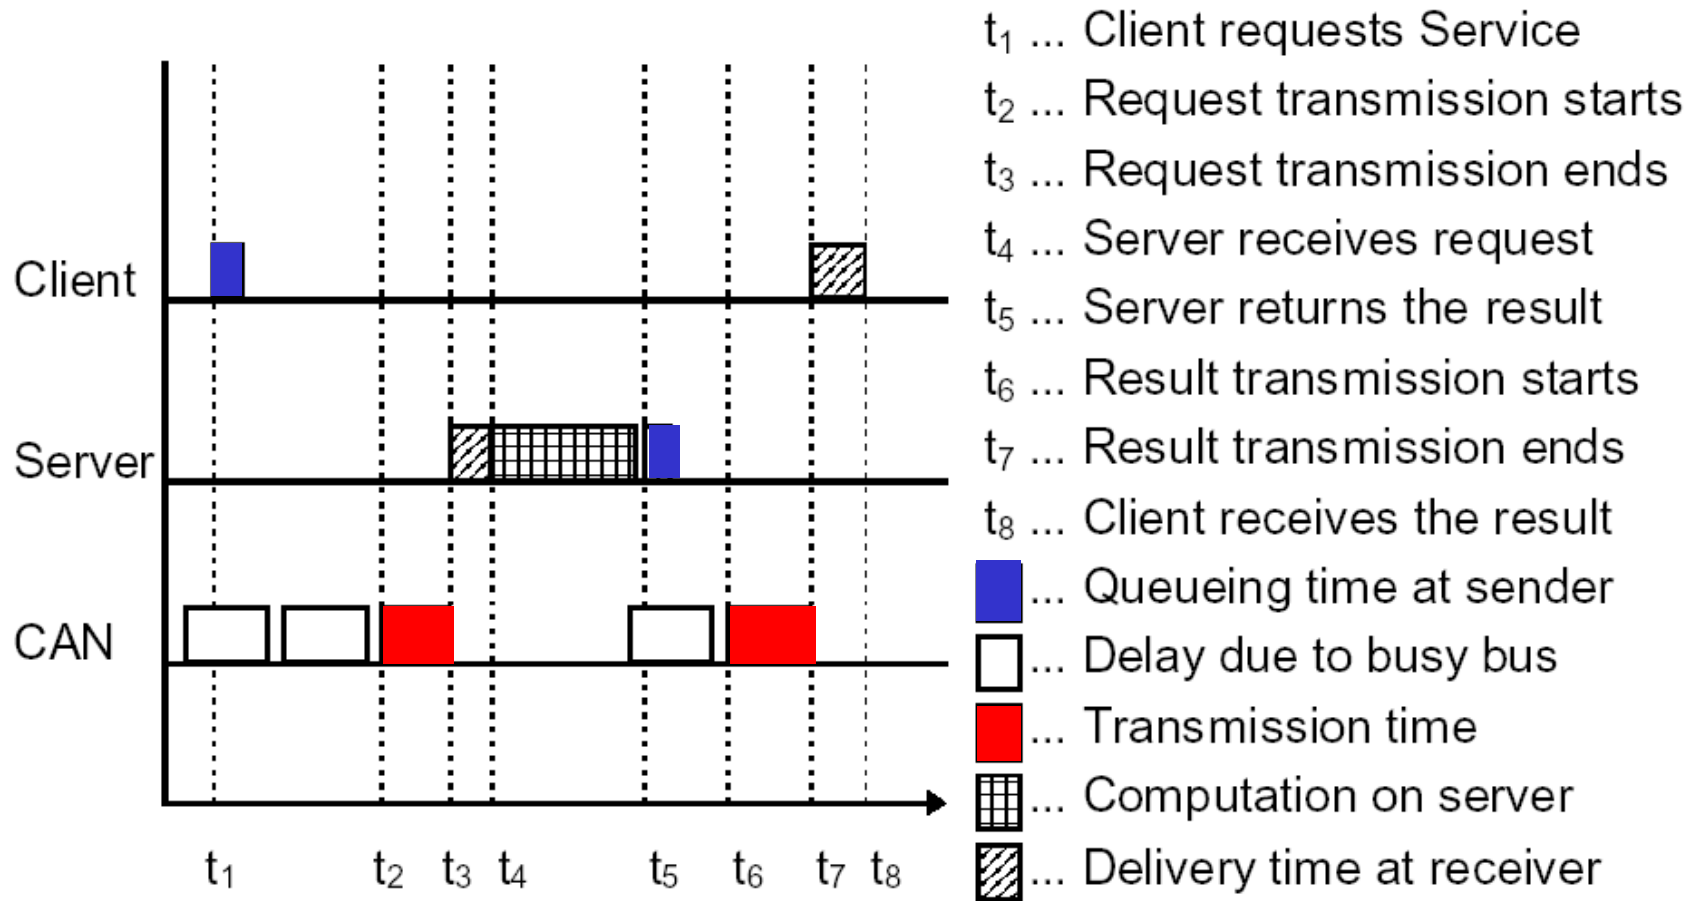 Client
Server
CAN
t₁
t₂
t₃
t₄
t₅
t₆
t₇
t₈
t₁ ... Client requests Service
t₂ ... Request transmission starts
t₃ ... Request transmission ends
t₄ ... Server receives request
t₅ ... Server returns the result
t₆ ... Result transmission starts
t₇ ... Result transmission ends
t₈ ... Client receives the result
... Queueing time at sender
... Delay due to busy bus
... Transmission time
... Computation on server
... Delivery time at receiver